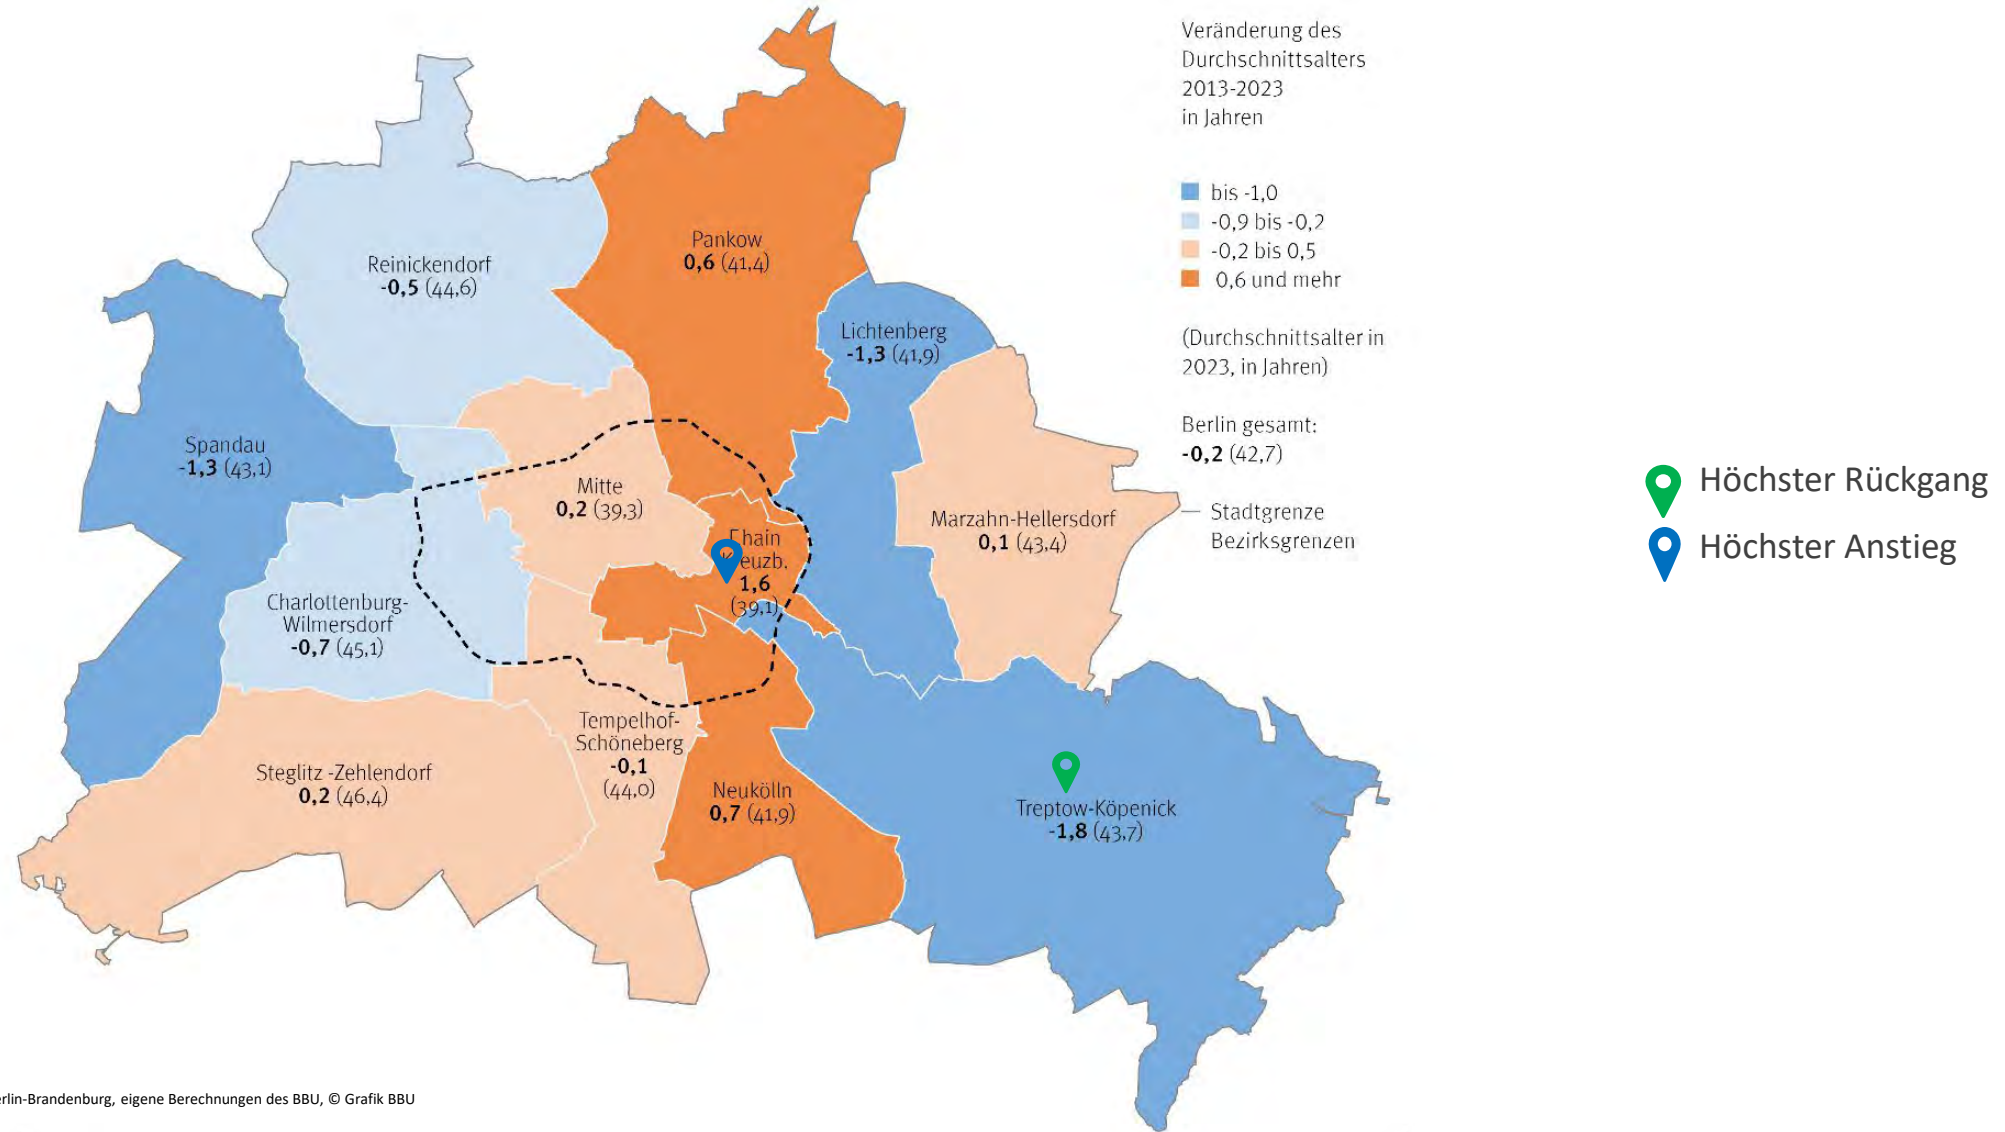 Veränderung des
Durchschnittsalters
2013-2023
in Jahren
bis -1,0
-0,9 bis -0,2
-0,2 bis 0,5
0,6 und mehr
(Durchschnittsalter in
2023, in Jahren)
Berlin gesamt:
-0,2 (42,7)
Stadtgrenze
Bezirksgrenzen
Höchster Rückgang
Höchster Anstieg
Pankow
0,6 (41,4)
Reinickendorf
-0,5 (44,6)
Lichtenberg
-1,3 (41,9)
Spandau
-1,3 (43,1)
Mitte
0,2 (39,3)
Marzahn-Hellersdorf
0,1 (43,4)
hain
euzb.
1,6
(39,1)
Charlottenburg-
Wilmersdorf
-0,7 (45,1)
Tempelhof-
Schöneberg
-0,1
(44,0)
Steglitz -Zehlendorf
0,2 (46,4)
Neukölln
0,7 (41,9)
Treptow-Köpenick
-1,8 (43,7)
erlin-Brandenburg, eigene Berechnungen des BBU, © Grafik BBU